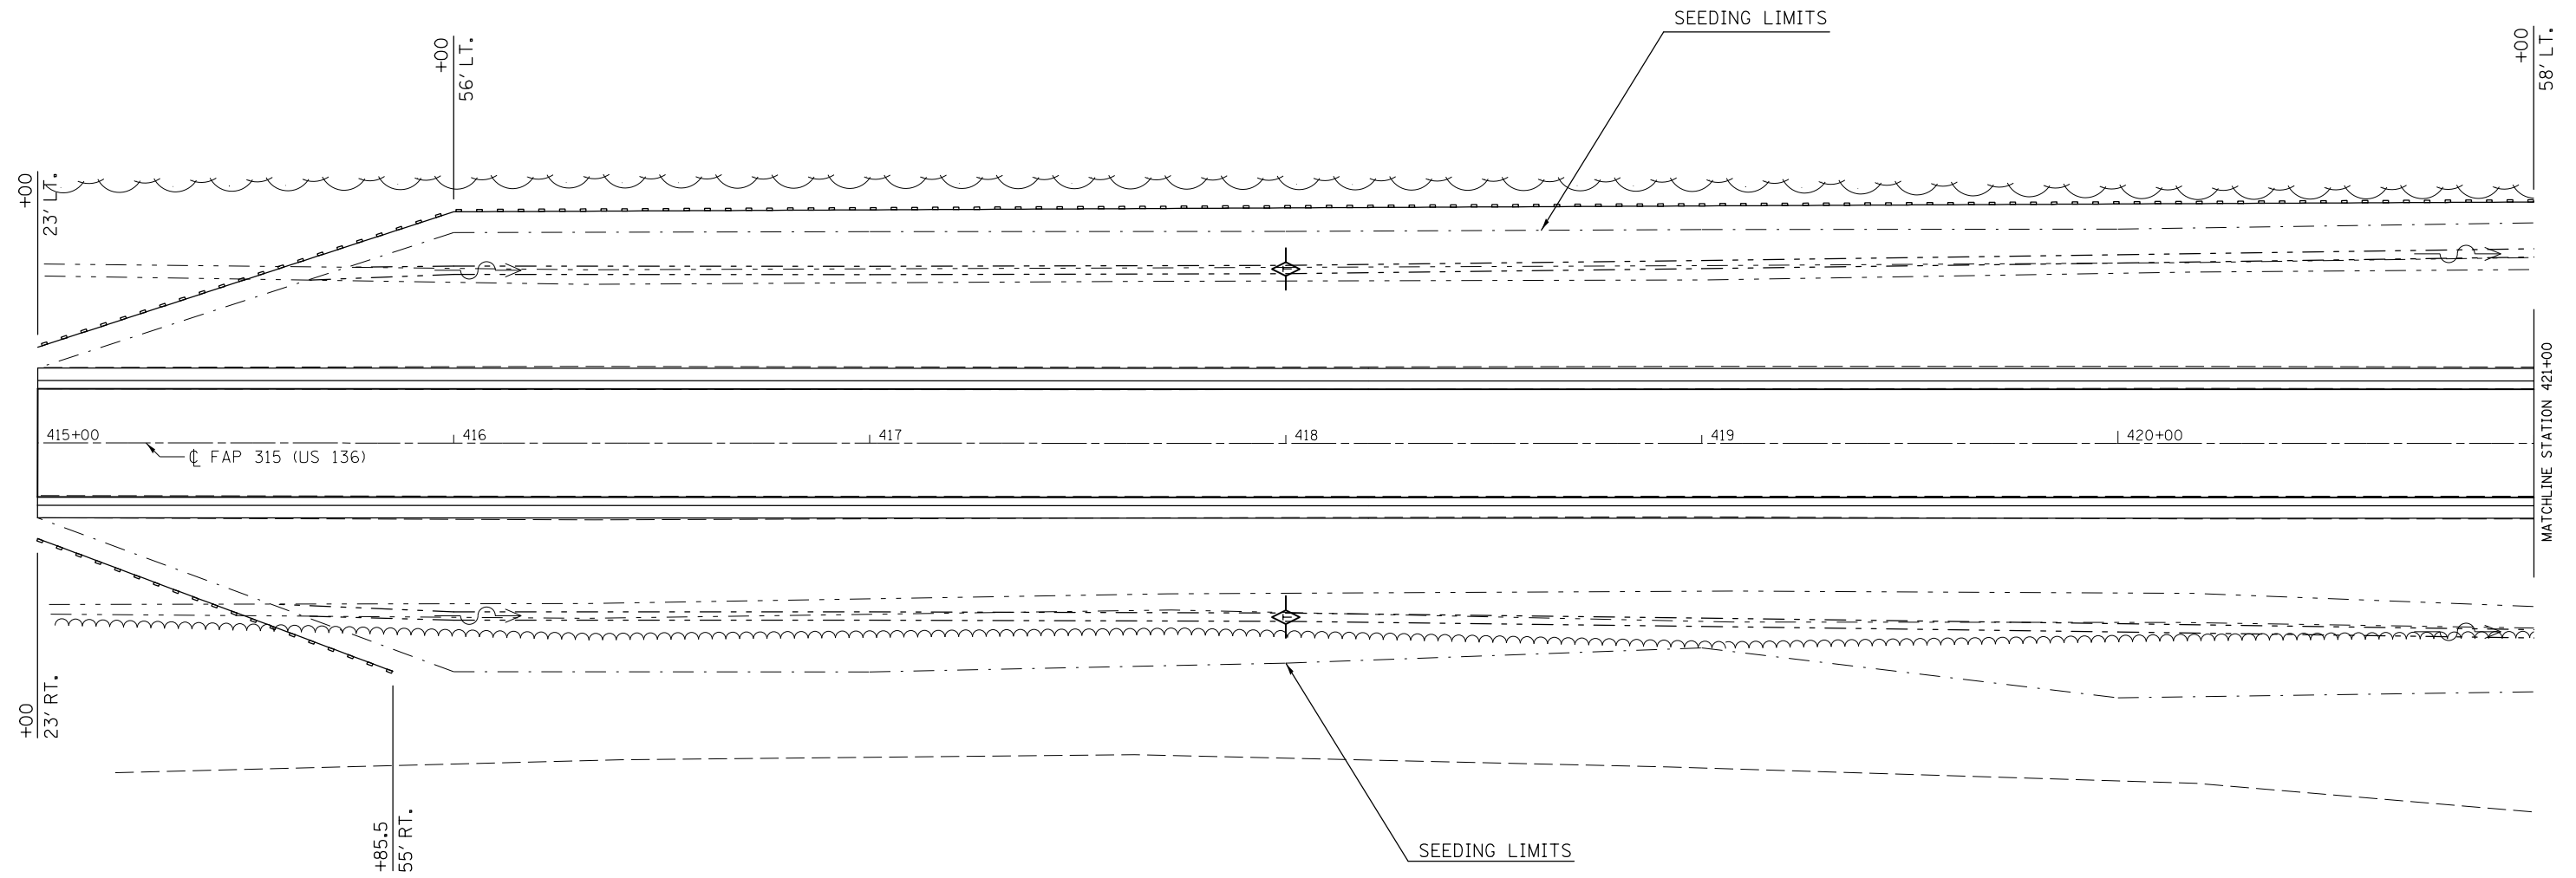 SEEDING LIMITS
+00
56' LT.
+00
58' LT.
+00
23' LT.
415+00
416
417
418
419
420+00
MATCHLINE STATION 421+00
℄ FAP 315 (US 136)
+00
23' RT.
+85.5
55' RT.
SEEDING LIMITS